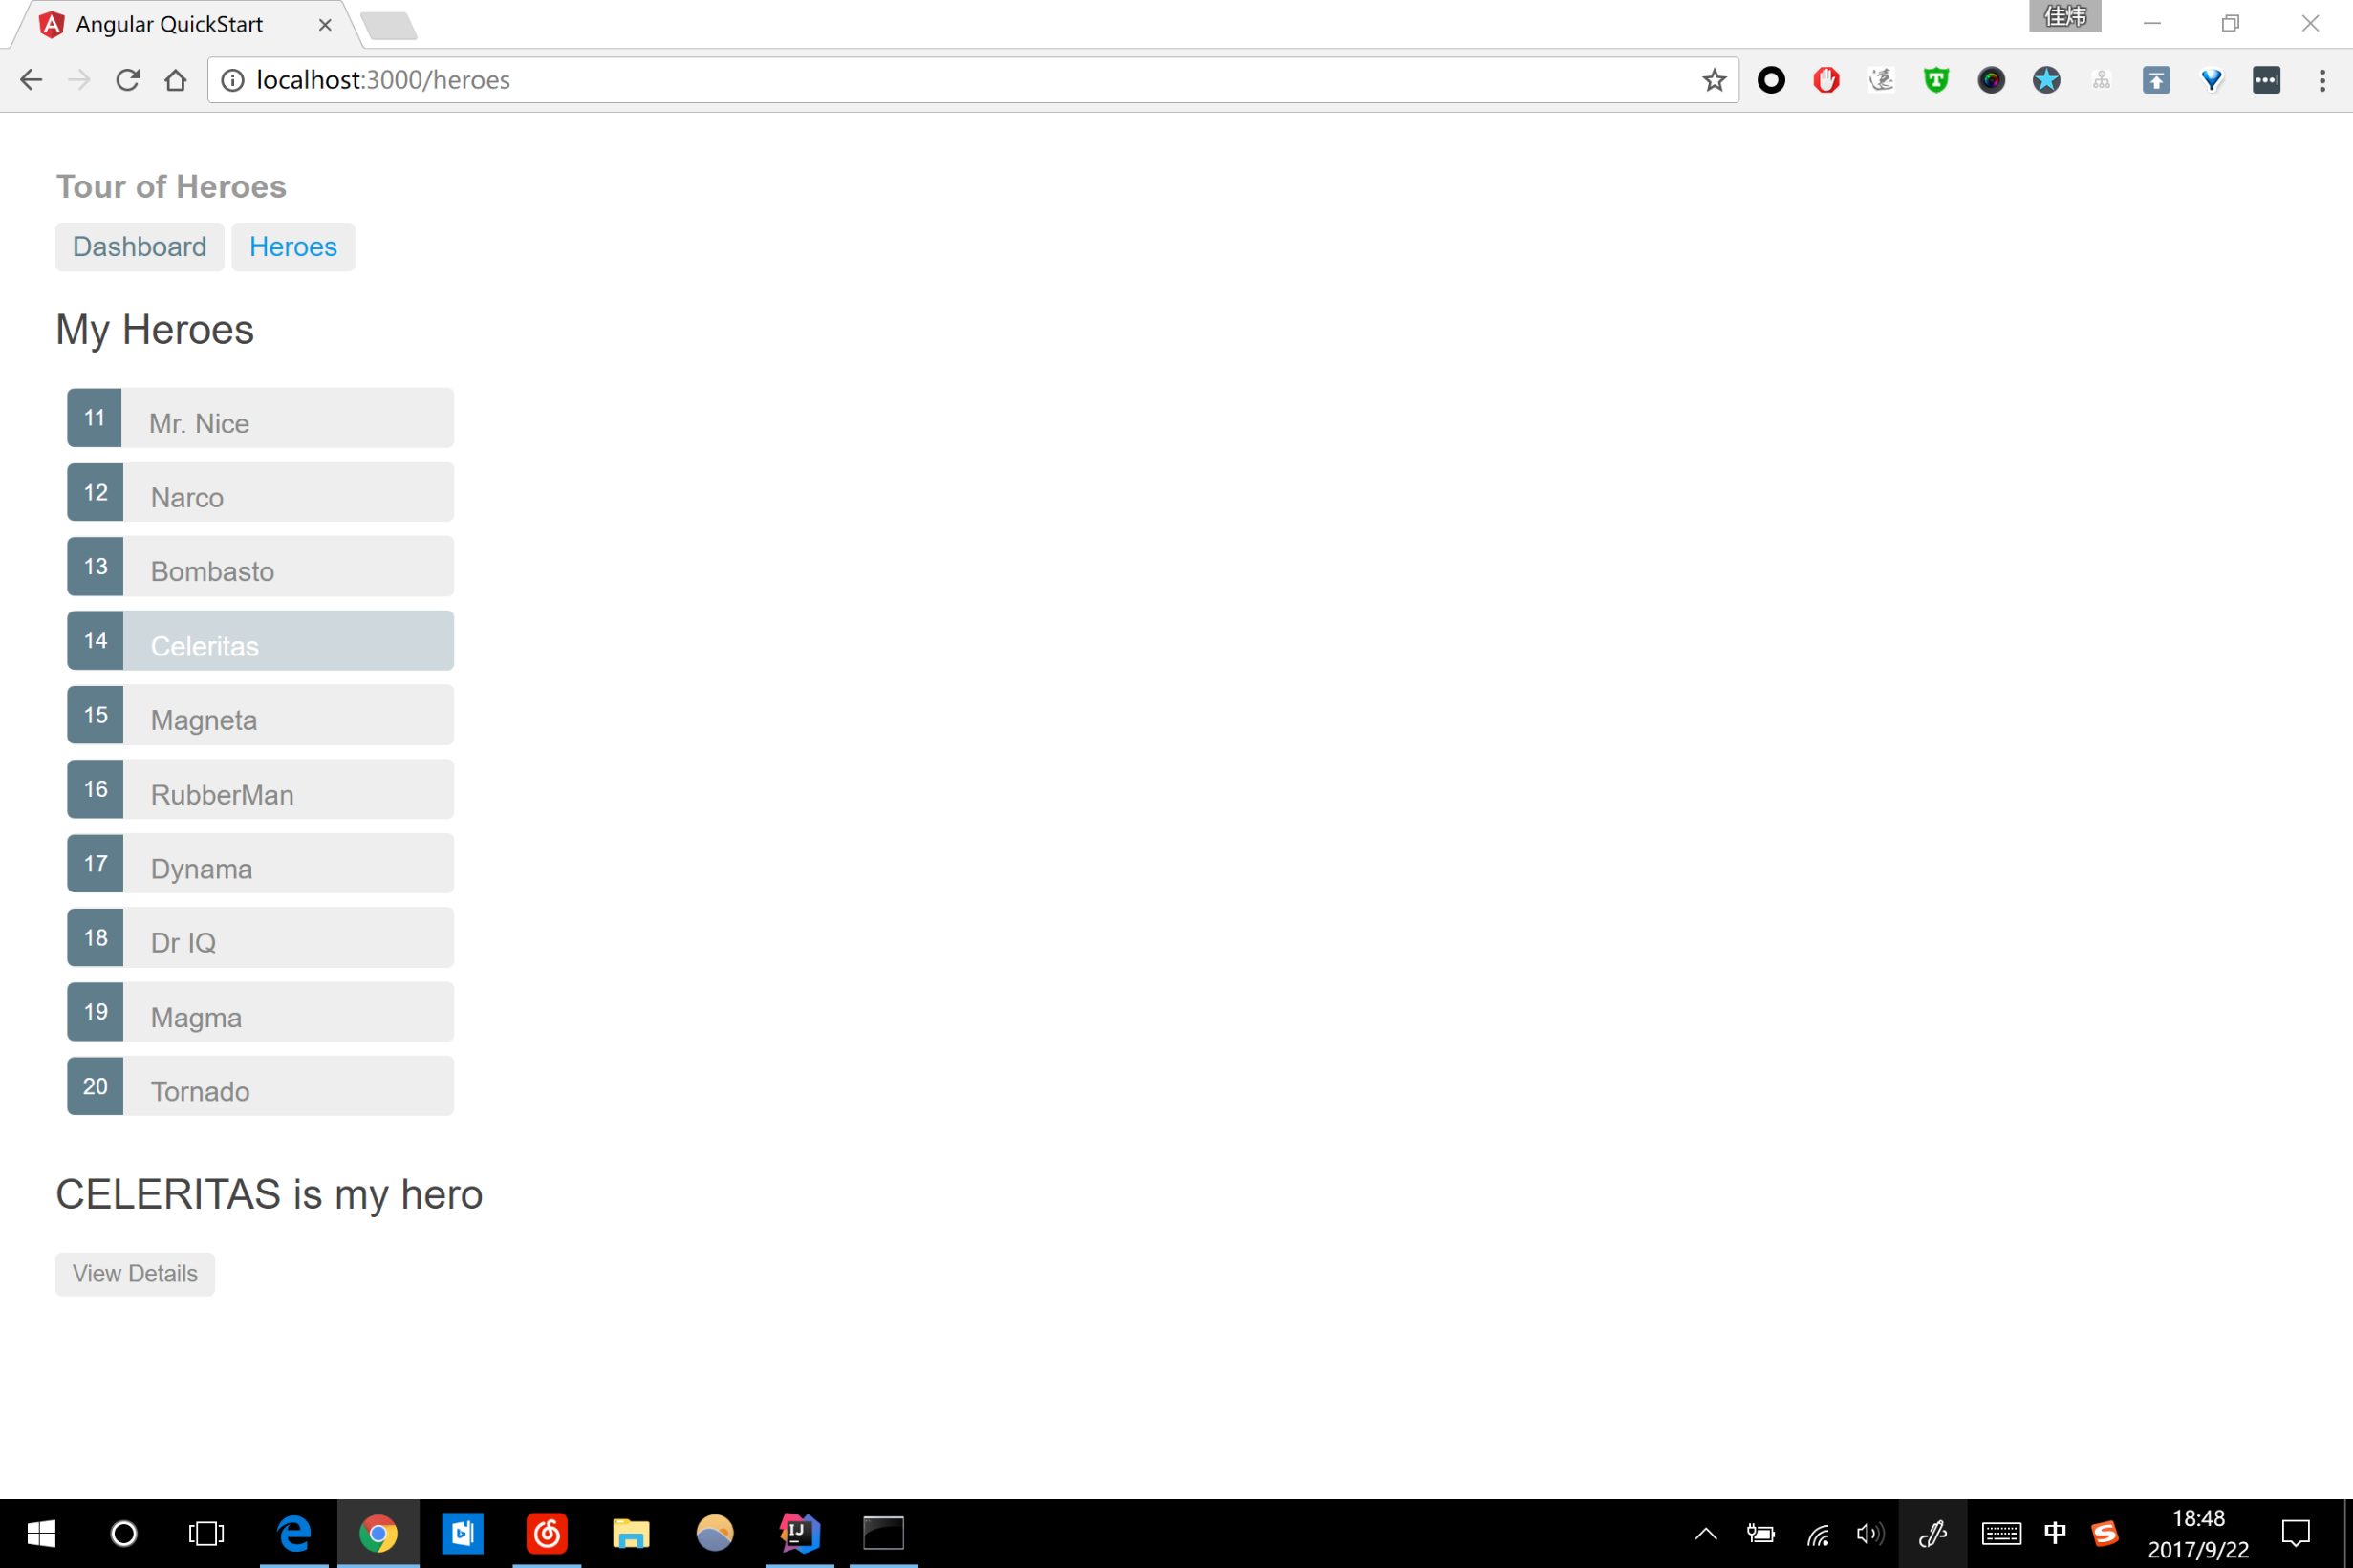 Angular QuickStart
佳炜
localhost:3000/heroes
Tour of Heroes
Dashboard Heroes
My Heroes
11 Mr. Nice
12 Narco
13 Bombasto
14 Celeritas
15 Magneta
16 RubberMan
17 Dynama
18 Dr IQ
19 Magma
20 Tornado
CELERITAS is my hero
View Details
中
18:48
2017/9/22